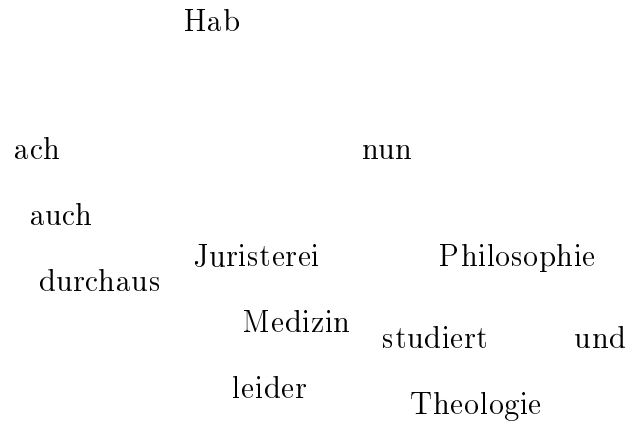 Hab
ach nun
auch
Juristerei Philosophie
durchaus
Medizin
studiert und
leider
Theologie